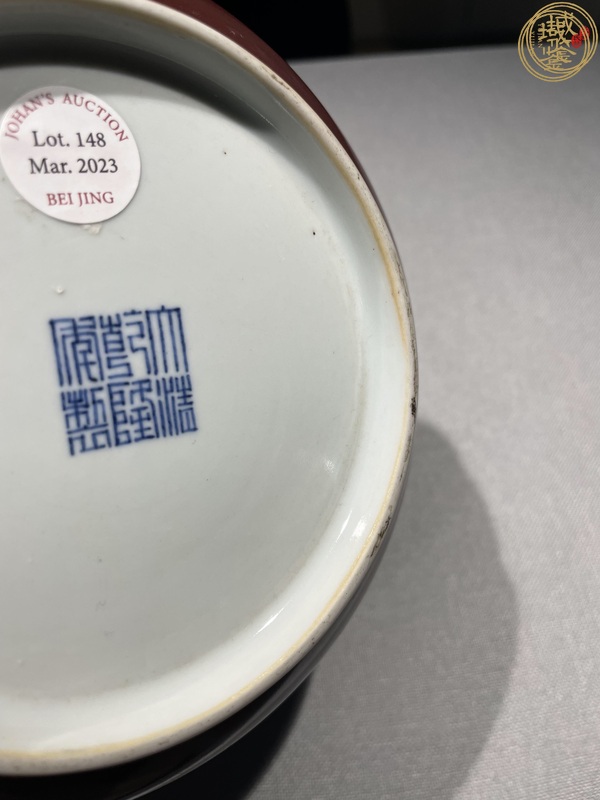 JOHAN'S AUCTION
Lot. 148
Mar. 2023
BEI JING
大清
乾隆
年製